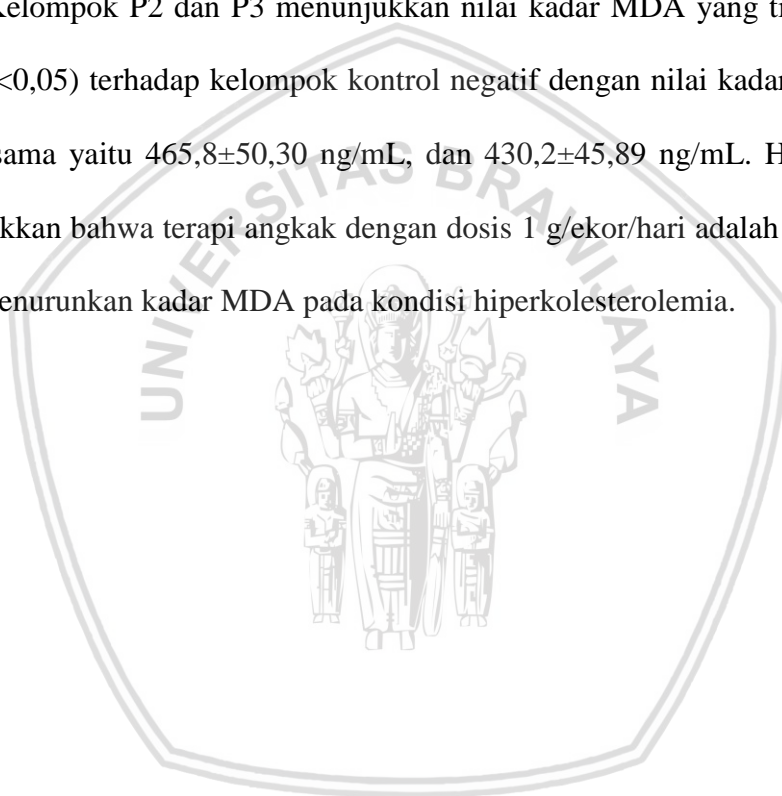 Kelompok P2 dan P3 menunjukkan nilai kadar MDA yang
<0,05) terhadap kelompok kontrol negatif dengan nilai kadar
sama yaitu 465,8±50,30 ng/mL, dan 430,2±45,89 ng/mL.
kkan bahwa terapi angkak dengan dosis 1 g/ekor/hari adalah
enurunkan kadar MDA pada kondisi hiperkolesterolemia.
UNIVERSITAS BRAWIJAYA